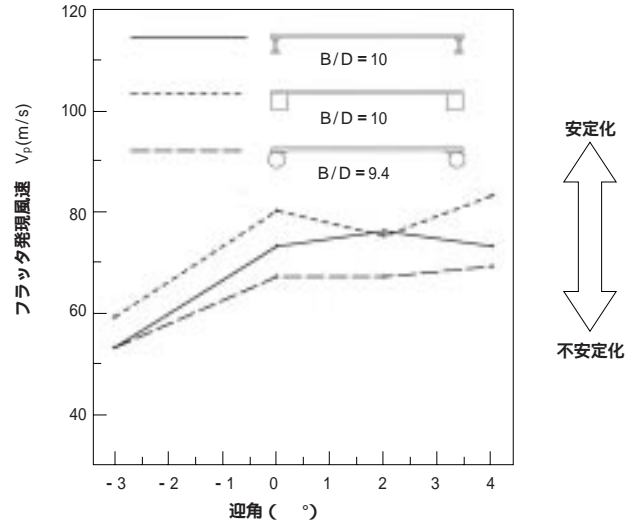 120
100
80
60
40
フラッタ発現風速 Vp(m/s)
B/D = 10
B/D = 10
B/D = 9.4
-3 -2 -1 0 1 2 3 4
迎角 ( °)
安定化
不安定化